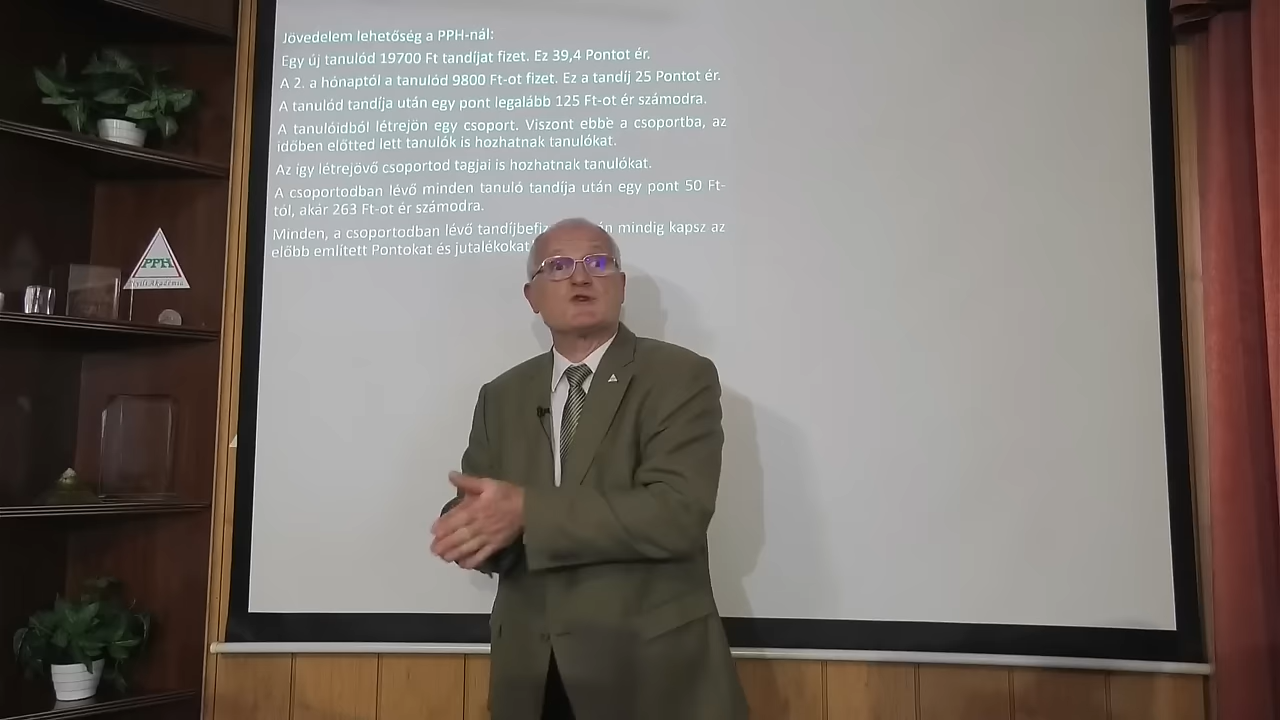 Jövedelem lehetőség a PPH-nál:
Egy új tanulód 19700 Ft tandíjat fizet. Ez 39,4 Pontot ér.
A 2. a hónaptól a tanulód 9800 Ft-ot fizet. Ez a tandíj 25 Pontot ér.
A tanulód tandíja után egy pont legalább 125 Ft-ot ér számodra.
A tanulóidból létrejön egy csoport. Viszont ebbe a csoportba, az
időben előtted lett tanulók is hozhatnak tanulókat.
Az így létrejövő csoportod tagjai is hozhatnak tanulókat.
A csoportodban lévő minden tanuló tandíja után egy pont 50 Ft-
tól, akár 263 Ft-ot ér számodra.
Minden, a csoportodban lévő mindig kapsz az
előbb említett Pontokat és jutalékokat
PPH
Nyílt Akadémia